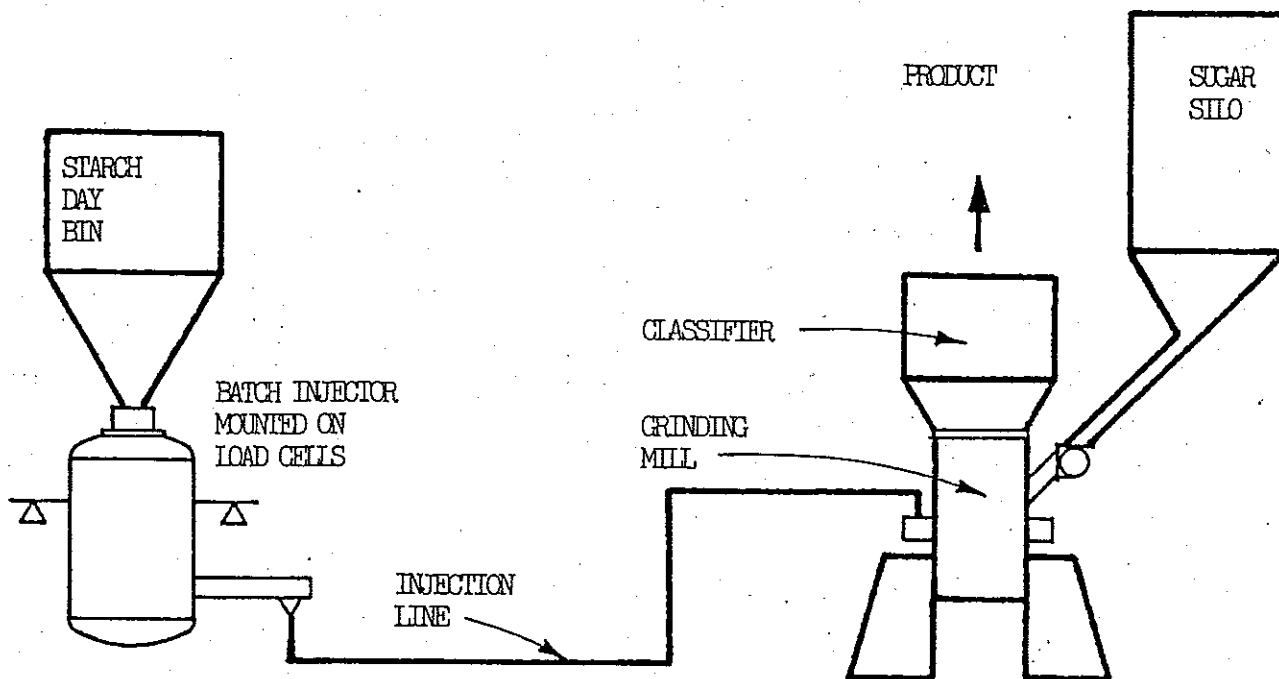 STARCH
DAY
BIN
BATCH INJECTOR
MOUNTED ON
LOAD CELLS
INJECTION
LINE
PRODUCT
CLASSIFIER
GRINDING
MILL
SUGAR
SILO